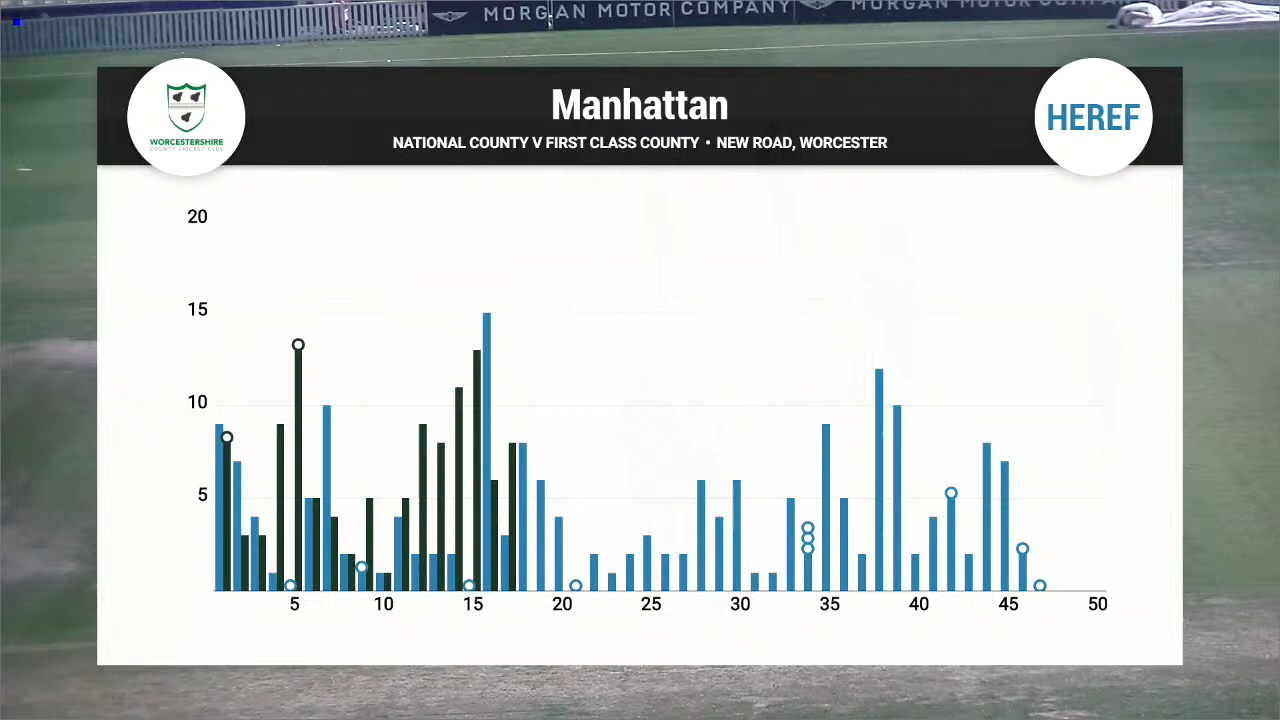 MORGAN MOTOR COMPANY
MORGAN MOTOR COMPA
WORCESTERSHIRE
COUNTY CRICKET CLUB
Manhattan
NATIONAL COUNTY V FIRST CLASS COUNTY • NEW ROAD, WORCESTER
HEREF
20
15
10
5
5 10 15 20 25 30 35 40 45 50